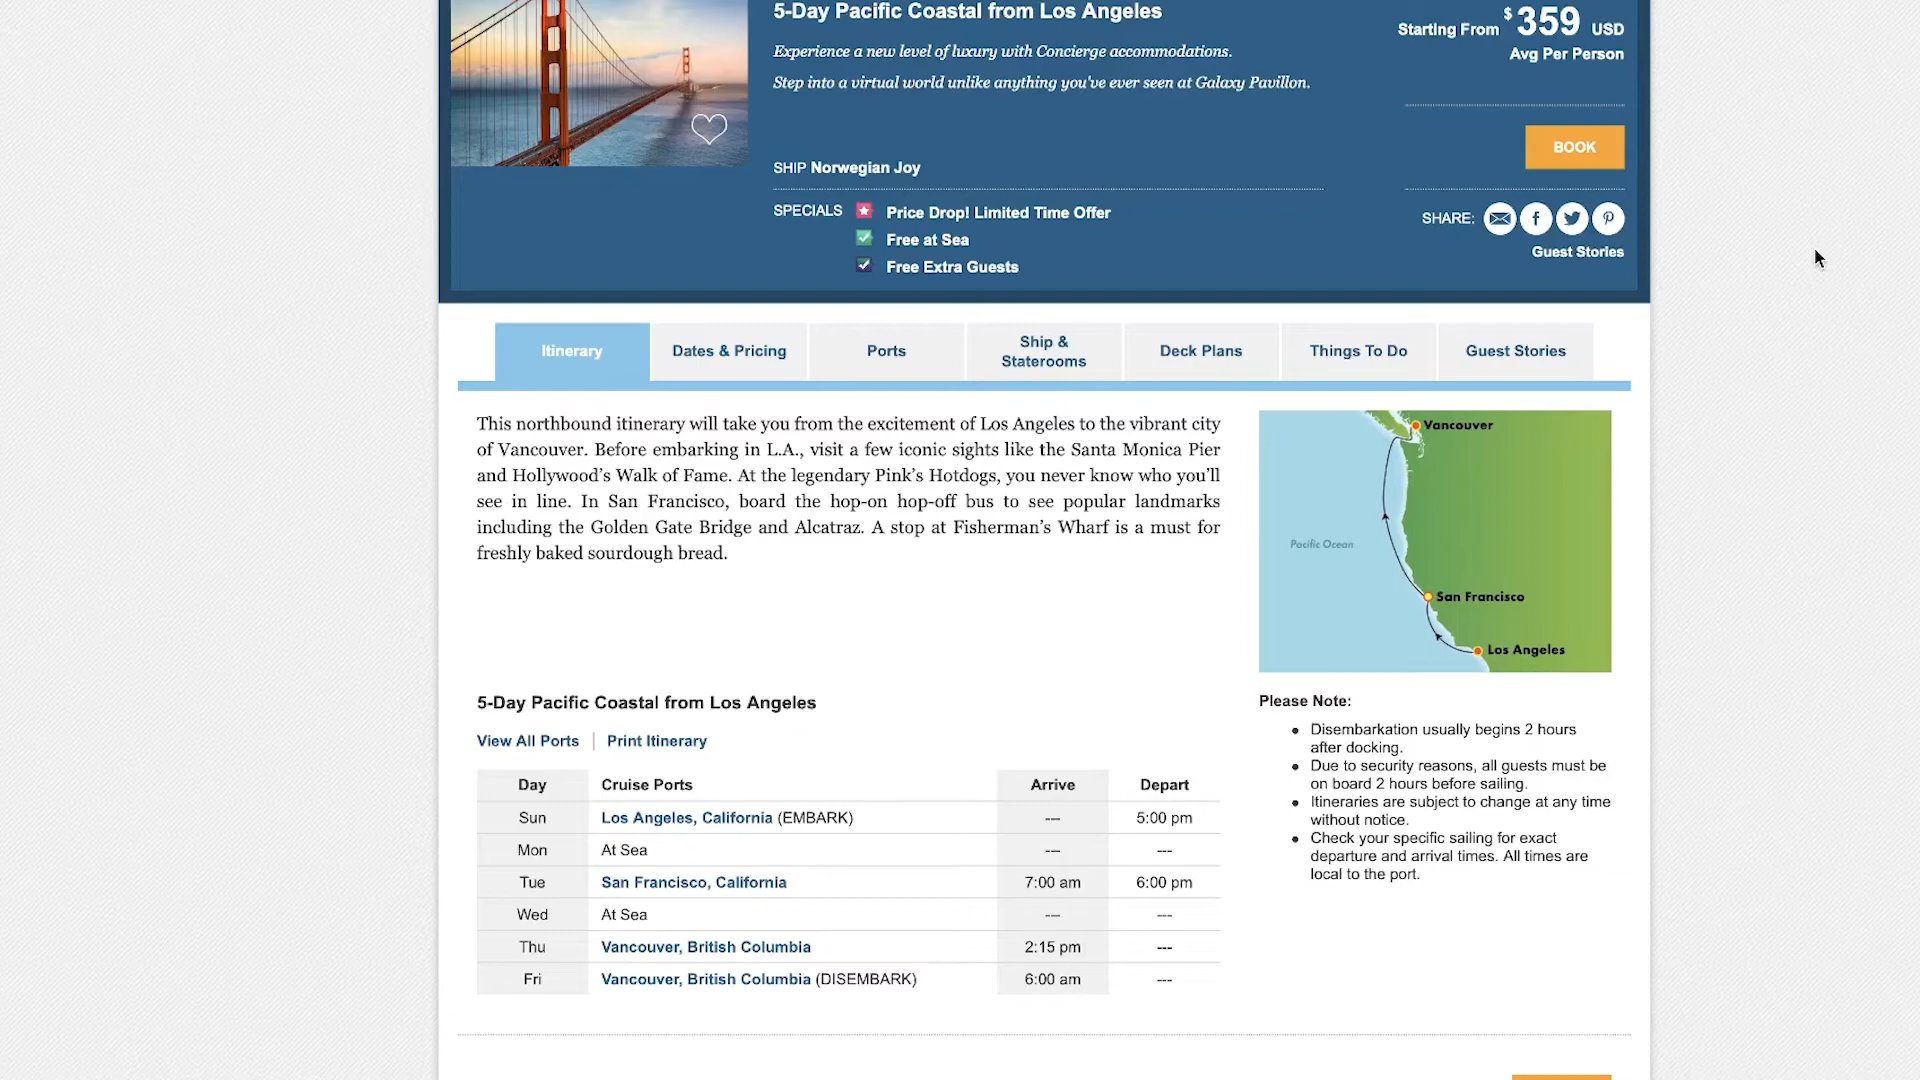 5-Day Pacific Coastal from Los Angeles
Experience a new level of luxury with Concierge accommodations.
Step into a virtual world unlike anything you've ever seen at Galaxy Pavillon.
SHIP Norwegian Joy
SPECIALS
Price Drop! Limited Time Offer
Free at Sea
Free Extra Guests
Starting From $359 USD
Avg Per Person
BOOK
SHARE:
Guest Stories
Itinerary
Dates & Pricing
Ports
Ship &
Staterooms
Deck Plans
Things To Do
Guest Stories
This northbound itinerary will take you from the excitement of Los Angeles to the vibrant city
of Vancouver. Before embarking in L.A., visit a few iconic sights like the Santa Monica Pier
and Hollywood’s Walk of Fame. At the legendary Pink’s Hotdogs, you never know who you’ll
see in line. In San Francisco, board the hop-on hop-off bus to see popular landmarks
including the Golden Gate Bridge and Alcatraz. A stop at Fisherman’s Wharf is a must for
freshly baked sourdough bread.
Vancouver
Pacific Ocean
San Francisco
Los Angeles
5-Day Pacific Coastal from Los Angeles
View All Ports | Print Itinerary
Day Cruise Ports Arrive Depart
Sun Los Angeles, California (EMBARK) --- 5:00 pm
Mon At Sea --- ---
Tue San Francisco, California 7:00 am 6:00 pm
Wed At Sea --- ---
Thu Vancouver, British Columbia 2:15 pm ---
Fri Vancouver, British Columbia (DISEMBARK) 6:00 am ---
Please Note:
• Disembarkation usually begins 2 hours
after docking.
• Due to security reasons, all guests must be
on board 2 hours before sailing.
• Itineraries are subject to change at any time
without notice.
• Check your specific sailing for exact
departure and arrival times. All times are
local to the port.